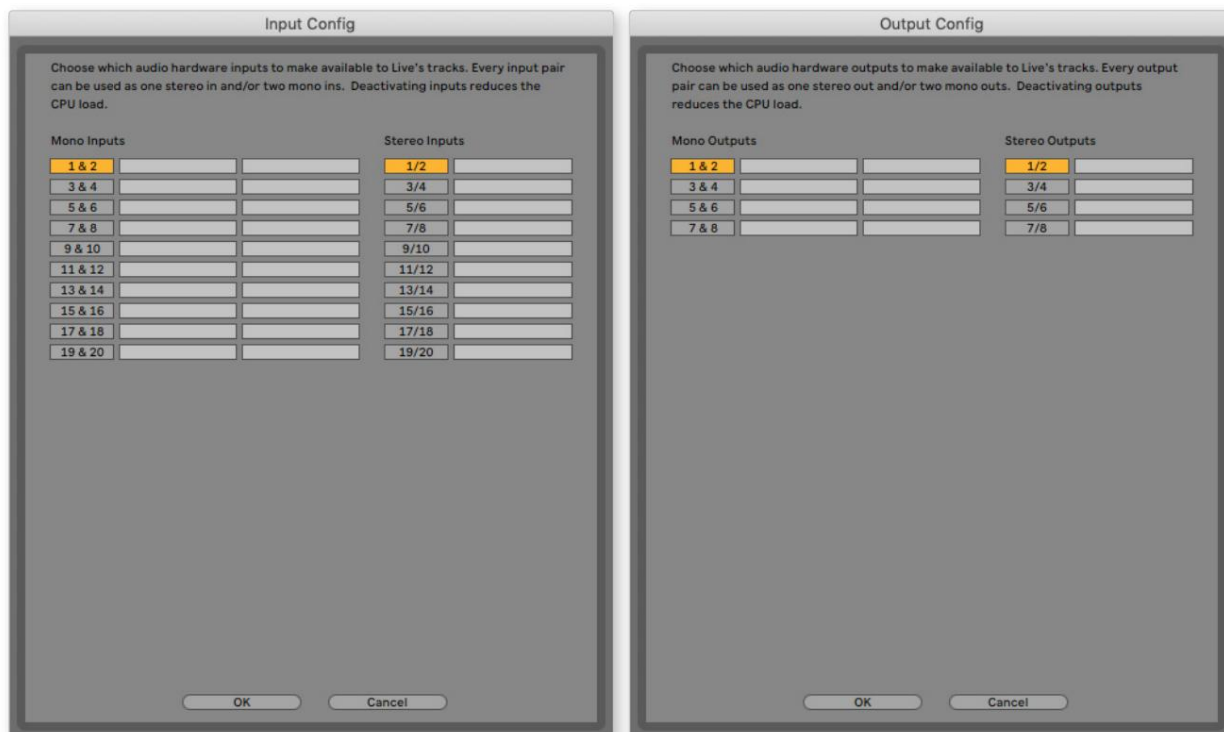 Input Config
Choose which audio hardware inputs to make available to Live's tracks. Every input pair
can be used as one stereo in and/or two mono ins. Deactivating inputs reduces the
CPU load.
Mono Inputs
Stereo Inputs
1 & 2
1/2
3 & 4
3/4
5 & 6
5/6
7 & 8
7/8
9 & 10
9/10
11 & 12
11/12
13 & 14
13/14
15 & 16
15/16
17 & 18
17/18
19 & 20
19/20
OK
Cancel
Output Config
Choose which audio hardware outputs to make available to Live's tracks. Every output
pair can be used as one stereo out and/or two mono outs. Deactivating outputs
reduces the CPU load.
Mono Outputs
Stereo Outputs
1 & 2
1/2
3 & 4
3/4
5 & 6
5/6
7 & 8
7/8
OK
Cancel